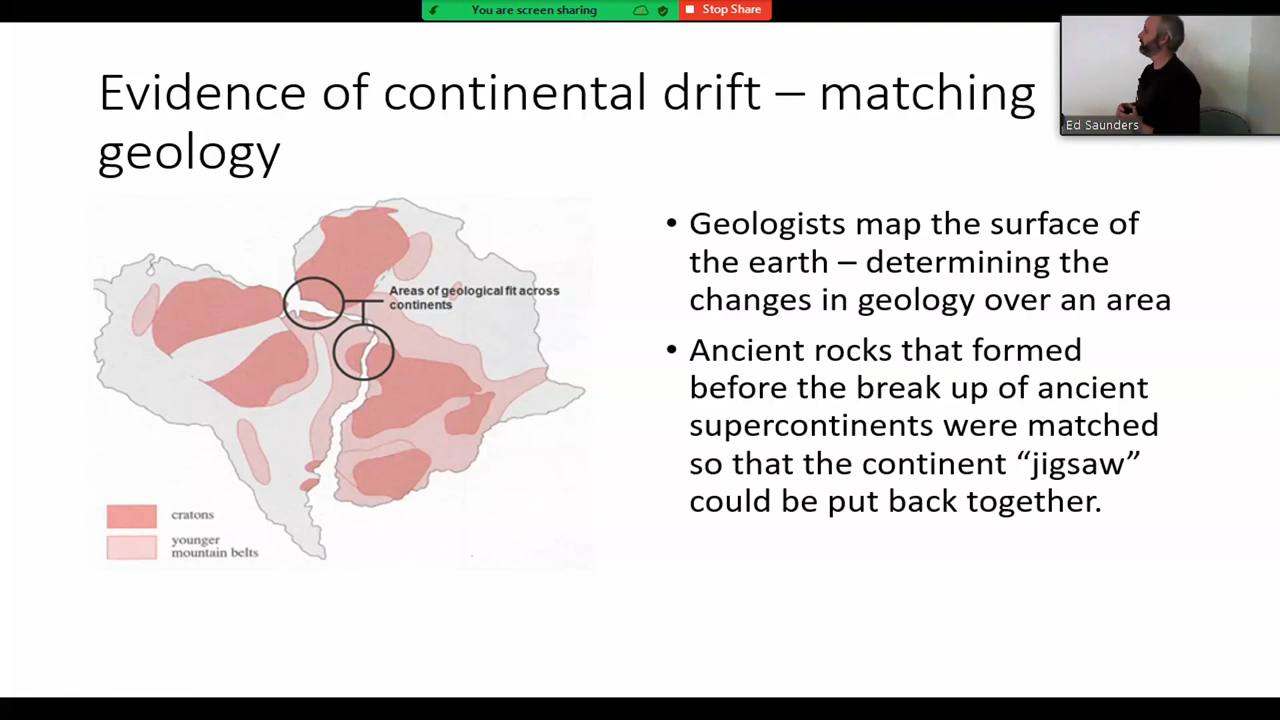 You are screen sharing
Stop Share
Evidence of continental drift – matching
geology
Ed Saunders
Areas of geological fit across
continents
cratons
younger
mountain belts
• Geologists map the surface of
the earth – determining the
changes in geology over an area
• Ancient rocks that formed
before the break up of ancient
supercontinents were matched
so that the continent “jigsaw”
could be put back together.